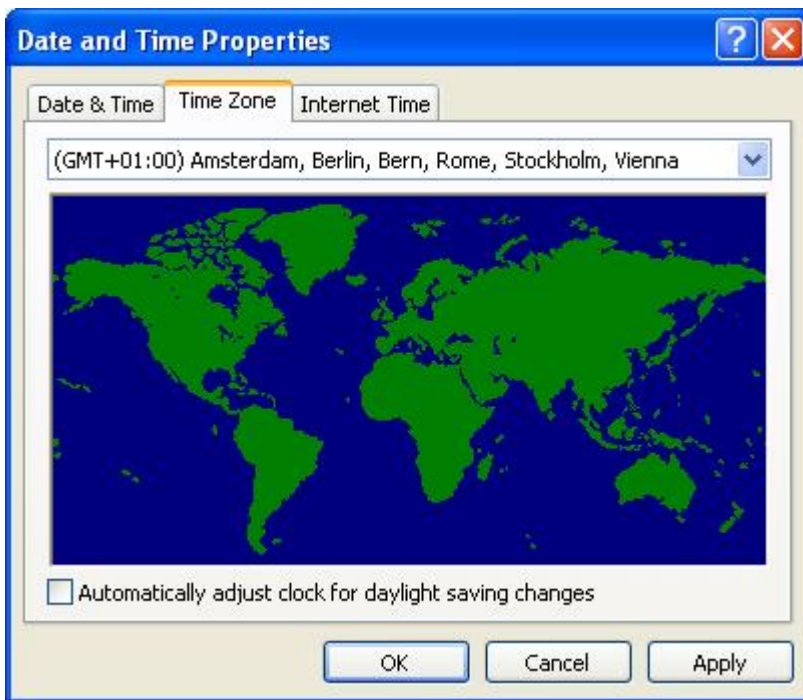 Date and Time Properties
Date & Time Time Zone Internet Time
(GMT+01:00) Amsterdam, Berlin, Bern, Rome, Stockholm, Vienna
Automatically adjust clock for daylight saving changes
OK Cancel Apply